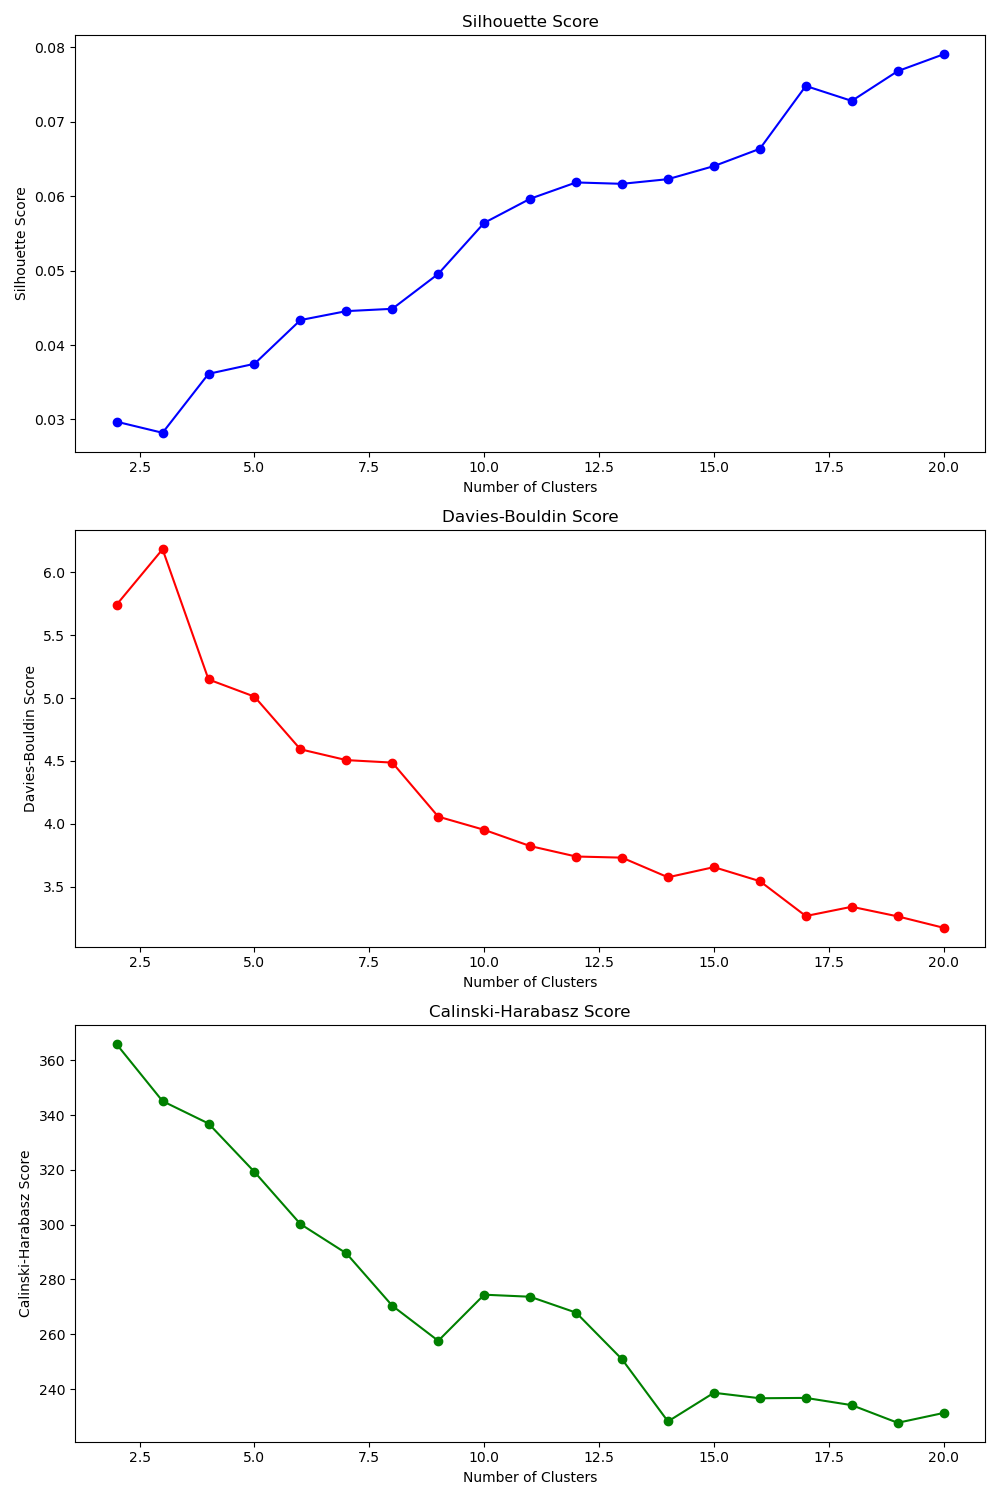 Silhouette Score
0.08
0.07
0.06
0.05
0.04
0.03
Silhouette Score
2.5 5.0 7.5 10.0 12.5 15.0 17.5 20.0
Number of Clusters
Davies-Bouldin Score
6.0
5.5
5.0
4.5
4.0
3.5
Davies-Bouldin Score
2.5 5.0 7.5 10.0 12.5 15.0 17.5 20.0
Number of Clusters
Calinski-Harabasz Score
360
340
320
300
280
260
240
Calinski-Harabasz Score
2.5 5.0 7.5 10.0 12.5 15.0 17.5 20.0
Number of Clusters